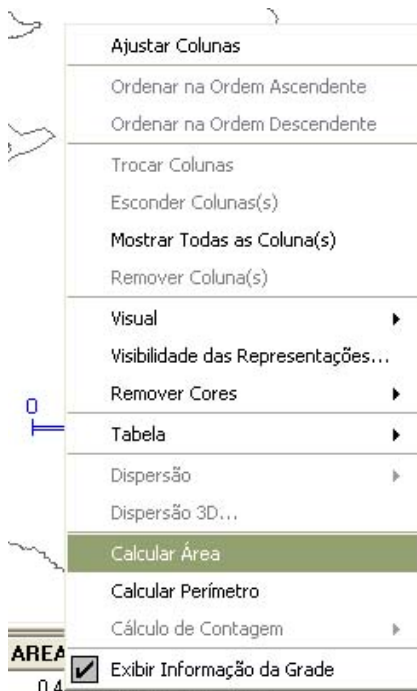 Ajustar Colunas
Ordenar na Ordem Ascendente
Ordenar na Ordem Descendente
Trocar Colunas
Esconder Colunas(s)
Mostrar Todas as Coluna(s)
Remover Coluna(s)
Visual
Visibilidade das Representações...
Remover Cores
0
Tabela
Dispersão
Dispersão 3D...
Calcular Área
Calcular Perímetro
Cálculo de Contagem
AREA
Exibir Informação da Grade
0.4